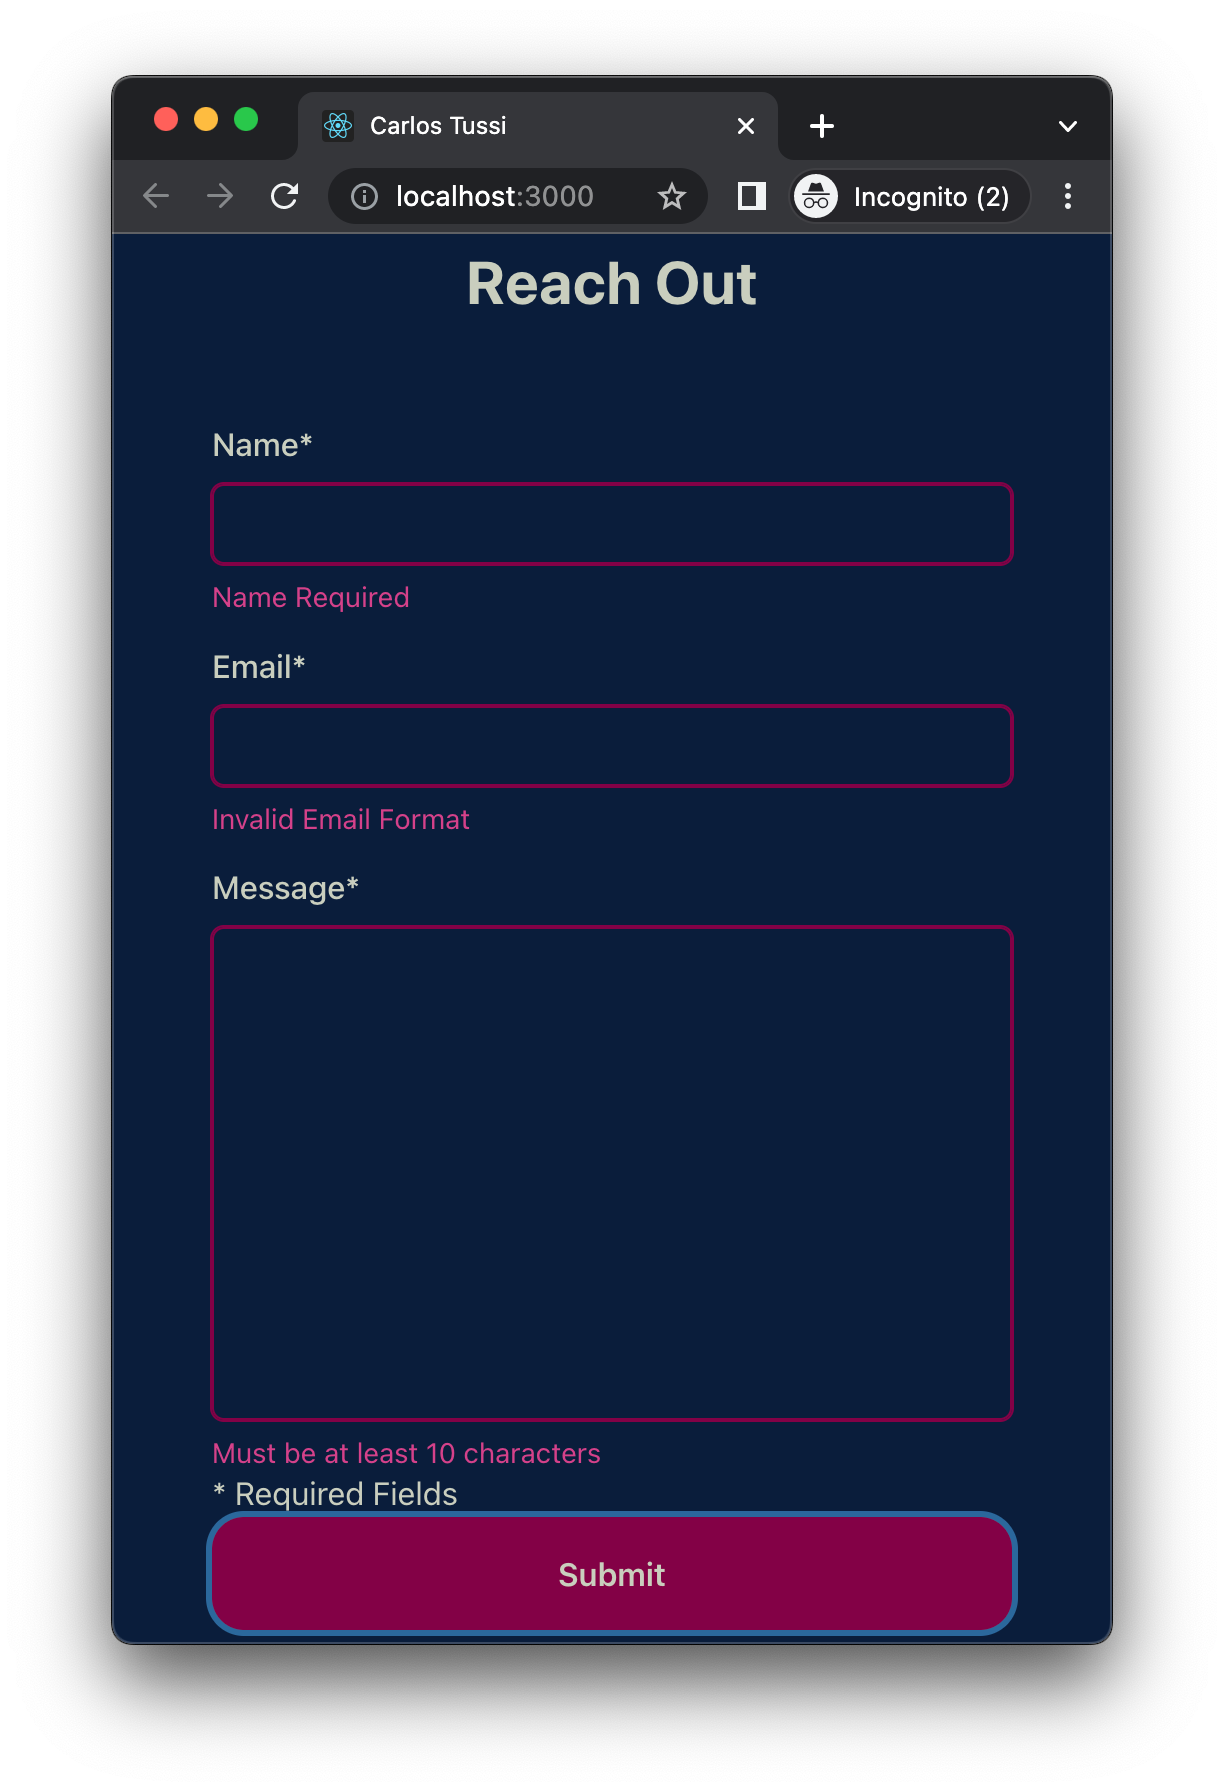 Carlos Tussi
localhost:3000
Incognito (2)
Reach Out
Name*
Name Required
Email*
Invalid Email Format
Message*
Must be at least 10 characters
* Required Fields
Submit